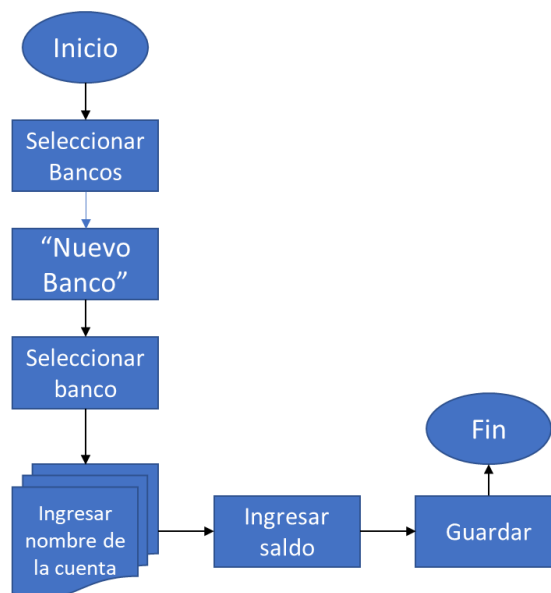 Inicio
Seleccionar
Bancos
“Nuevo
Banco”
Seleccionar
banco
Ingresar
nombre de
la cuenta
Ingresar
saldo
Guardar
Fin